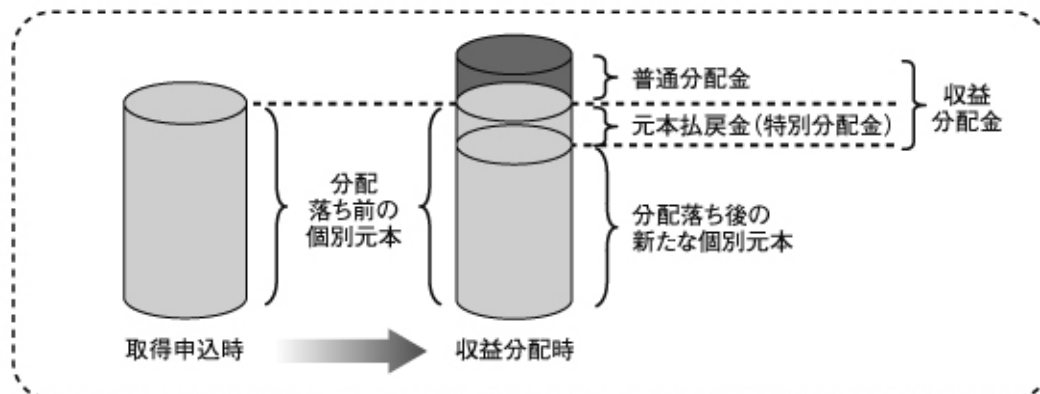 普通分配金
元本払戻金(特別分配金)
収益
分配金
分配
落ち前の
個別元本
分配落ち後の
新たな個別元本
取得申込時
収益分配時